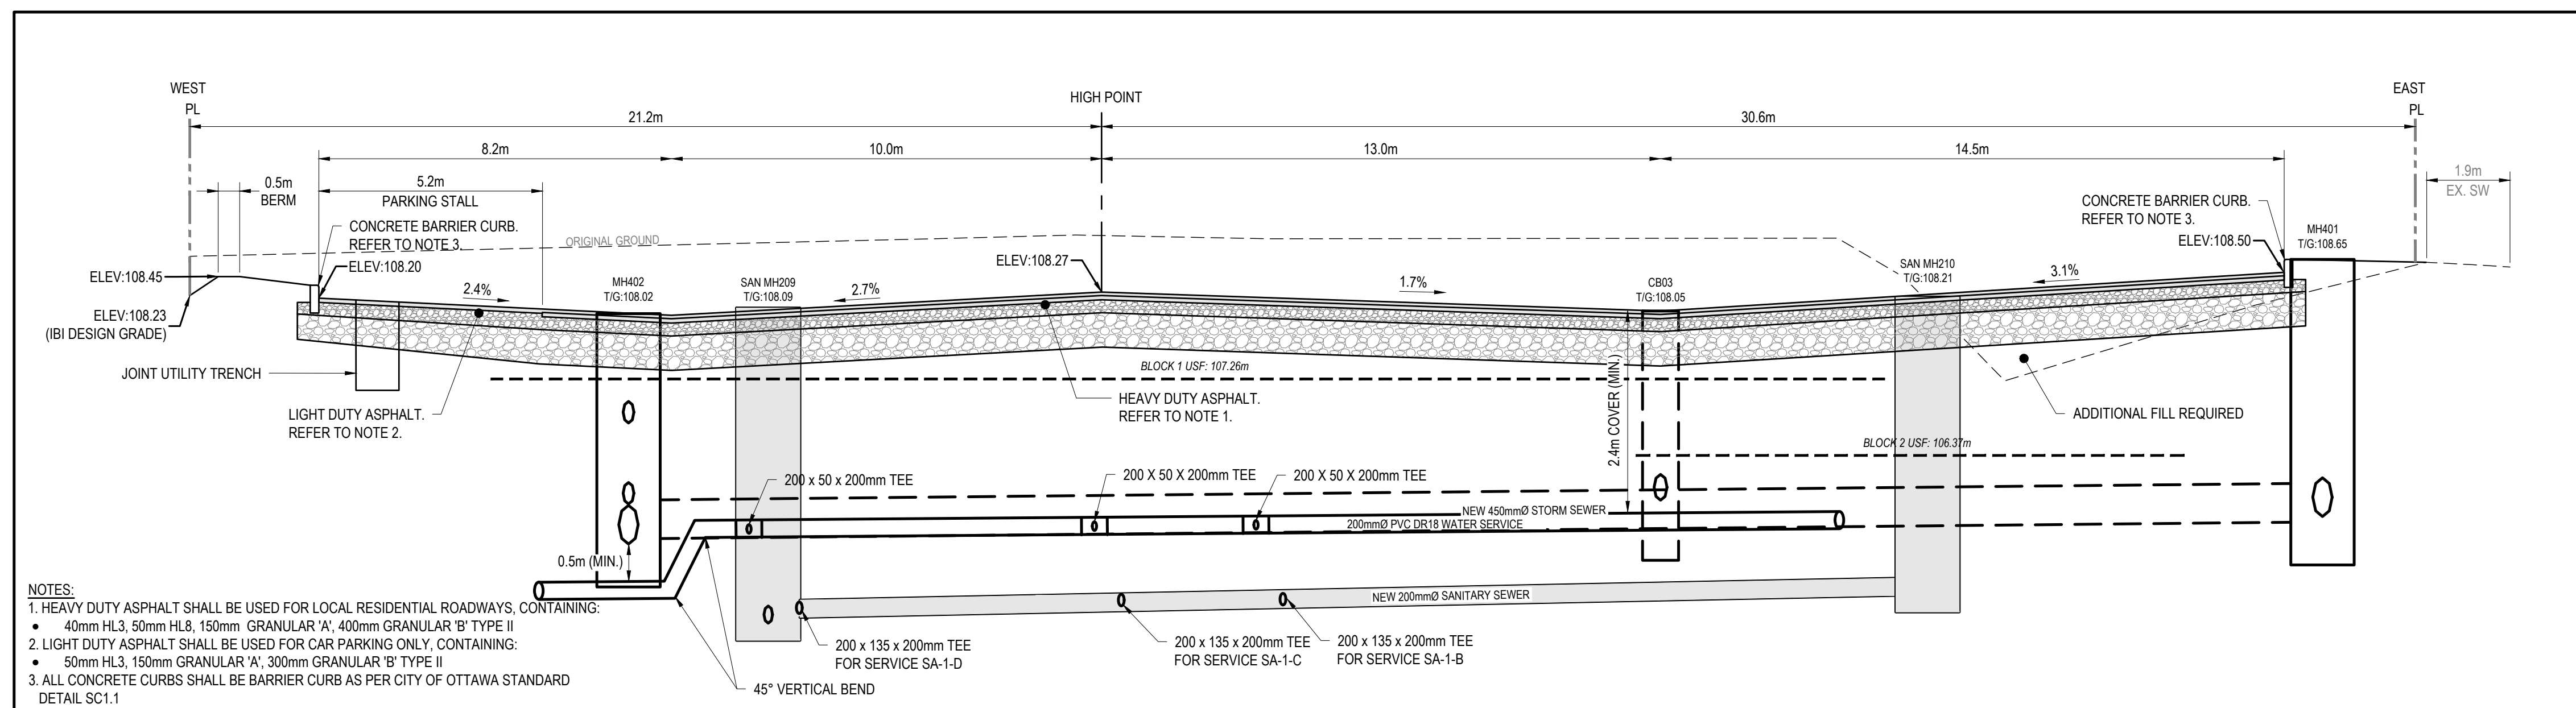 WEST
PL
HIGH POINT
EAST
PL
21.2m
30.6m
8.2m
10.0m
13.0m
14.5m
0.5m
BERM
5.2m
PARKING STALL
1.9m
EX. SW
CONCRETE BARRIER CURB.
REFER TO NOTE 3.
ORIGINAL GROUND
CONCRETE BARRIER CURB.
REFER TO NOTE 3.
MH401
T/G:108.65
ELEV:108.50
ELEV:108.45
ELEV:108.20
ELEV:108.27
MH402
T/G:108.02
SAN MH209
T/G:108.09
CB03
T/G:108.05
SAN MH210
T/G:108.21
2.4%
2.7%
1.7%
3.1%
ELEV:108.23
(IBI DESIGN GRADE)
JOINT UTILITY TRENCH
BLOCK 1 USF: 107.26m
LIGHT DUTY ASPHALT.
REFER TO NOTE 2.
HEAVY DUTY ASPHALT.
REFER TO NOTE 1.
2.4m COVER (MIN.)
ADDITIONAL FILL REQUIRED
BLOCK 2 USF: 106.37m
200 x 50 x 200mm TEE
200 X 50 X 200mm TEE
200 X 50 X 200mm TEE
NEW 450mmØ STORM SEWER
200mmØ PVC DR18 WATER SERVICE
0.5m (MIN.)
NEW 200mmØ SANITARY SEWER
200 x 135 x 200mm TEE
FOR SERVICE SA-1-D
200 x 135 x 200mm TEE
FOR SERVICE SA-1-C
200 x 135 x 200mm TEE
FOR SERVICE SA-1-B
45° VERTICAL BEND
NOTES:
1. HEAVY DUTY ASPHALT SHALL BE USED FOR LOCAL RESIDENTIAL ROADWAYS, CONTAINING:
• 40mm HL3, 50mm HL8, 150mm GRANULAR 'A', 400mm GRANULAR 'B' TYPE II
2. LIGHT DUTY ASPHALT SHALL BE USED FOR CAR PARKING ONLY, CONTAINING:
• 50mm HL3, 150mm GRANULAR 'A', 300mm GRANULAR 'B' TYPE II
3. ALL CONCRETE CURBS SHALL BE BARRIER CURB AS PER CITY OF OTTAWA STANDARD
DETAIL SC1.1